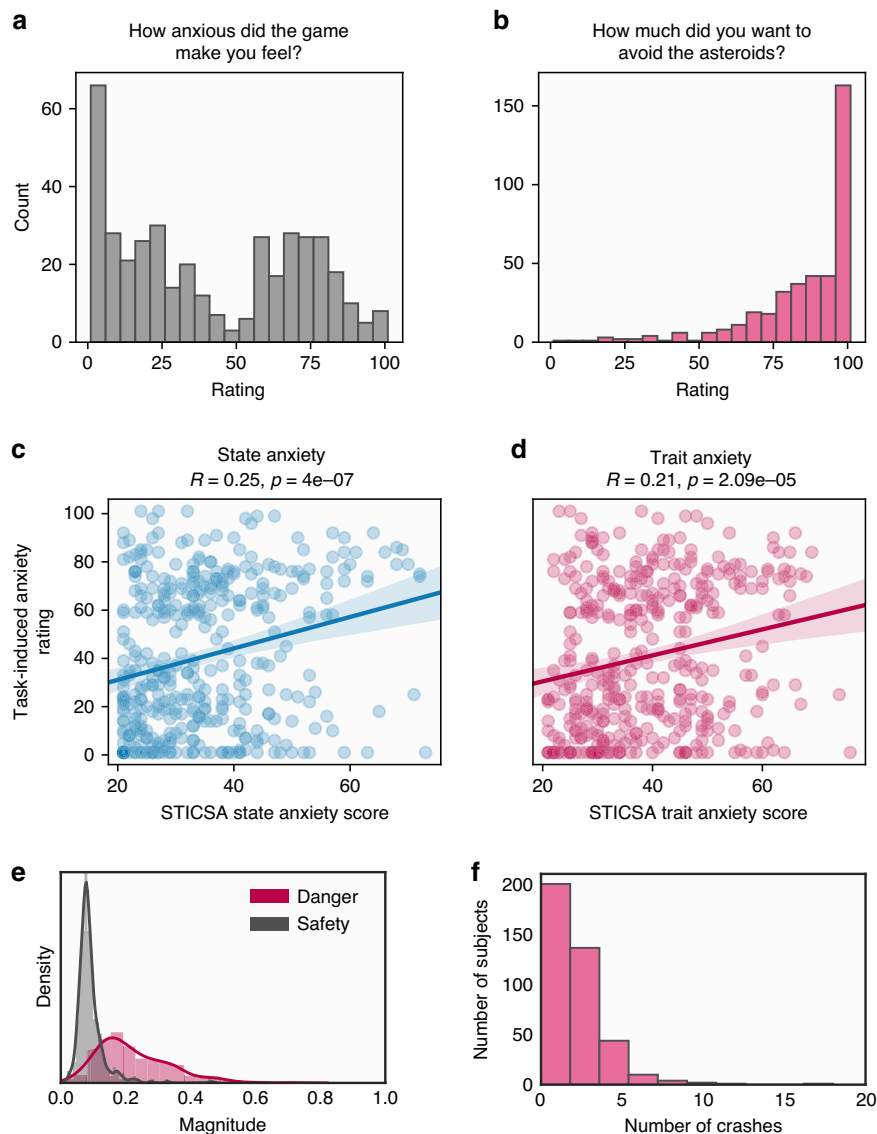 a
How anxious did the game
make you feel?
60
40
20
0
Count
0 25 50 75 100
Rating
b
How much did you want to
avoid the asteroids?
150
100
50
0
0 25 50 75 100
Rating
c
State anxiety
R = 0.25, p = 4e–07
100
80
60
40
20
0
Task-induced anxiety
rating
20 40 60
STICSA state anxiety score
d
Trait anxiety
R = 0.21, p = 2.09e–05
20 40 60
STICSA trait anxiety score
e
Danger
Safety
Density
0.0 0.2 0.4 0.6 0.8 1.0
Magnitude
f
200
150
100
50
0
Number of subjects
0 5 10 15 20
Number of crashes